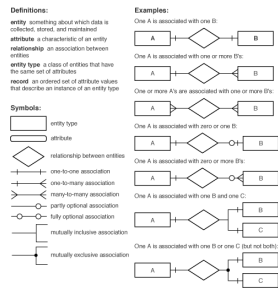 Definitions:
entity something about which data is
collected, stored, and maintained
attribute a characteristic of an entity
relationship an association between
entities
entity type a class of entities that have
the same set of attributes
record an ordered set of attribute values
that describe an instance of an entity type
Symbols:
entity type
attribute
relationship between entities
one-to-one association
one-to-many association
many-to-many association
partly optional association
fully optional association
mutually inclusive association
mutually exclusive association
Examples:
One A is associated with one B:
A
B
One A is associated with one or more B's:
A
B
One or more A's are associated with one or more B's:
A
B
One A is associated with zero or one B:
A
B
One A is associated with zero or more B's:
A
B
One A is associated with one B and one C:
A
B
C
One A is associated with one B or one C (but not both):
A
B
C